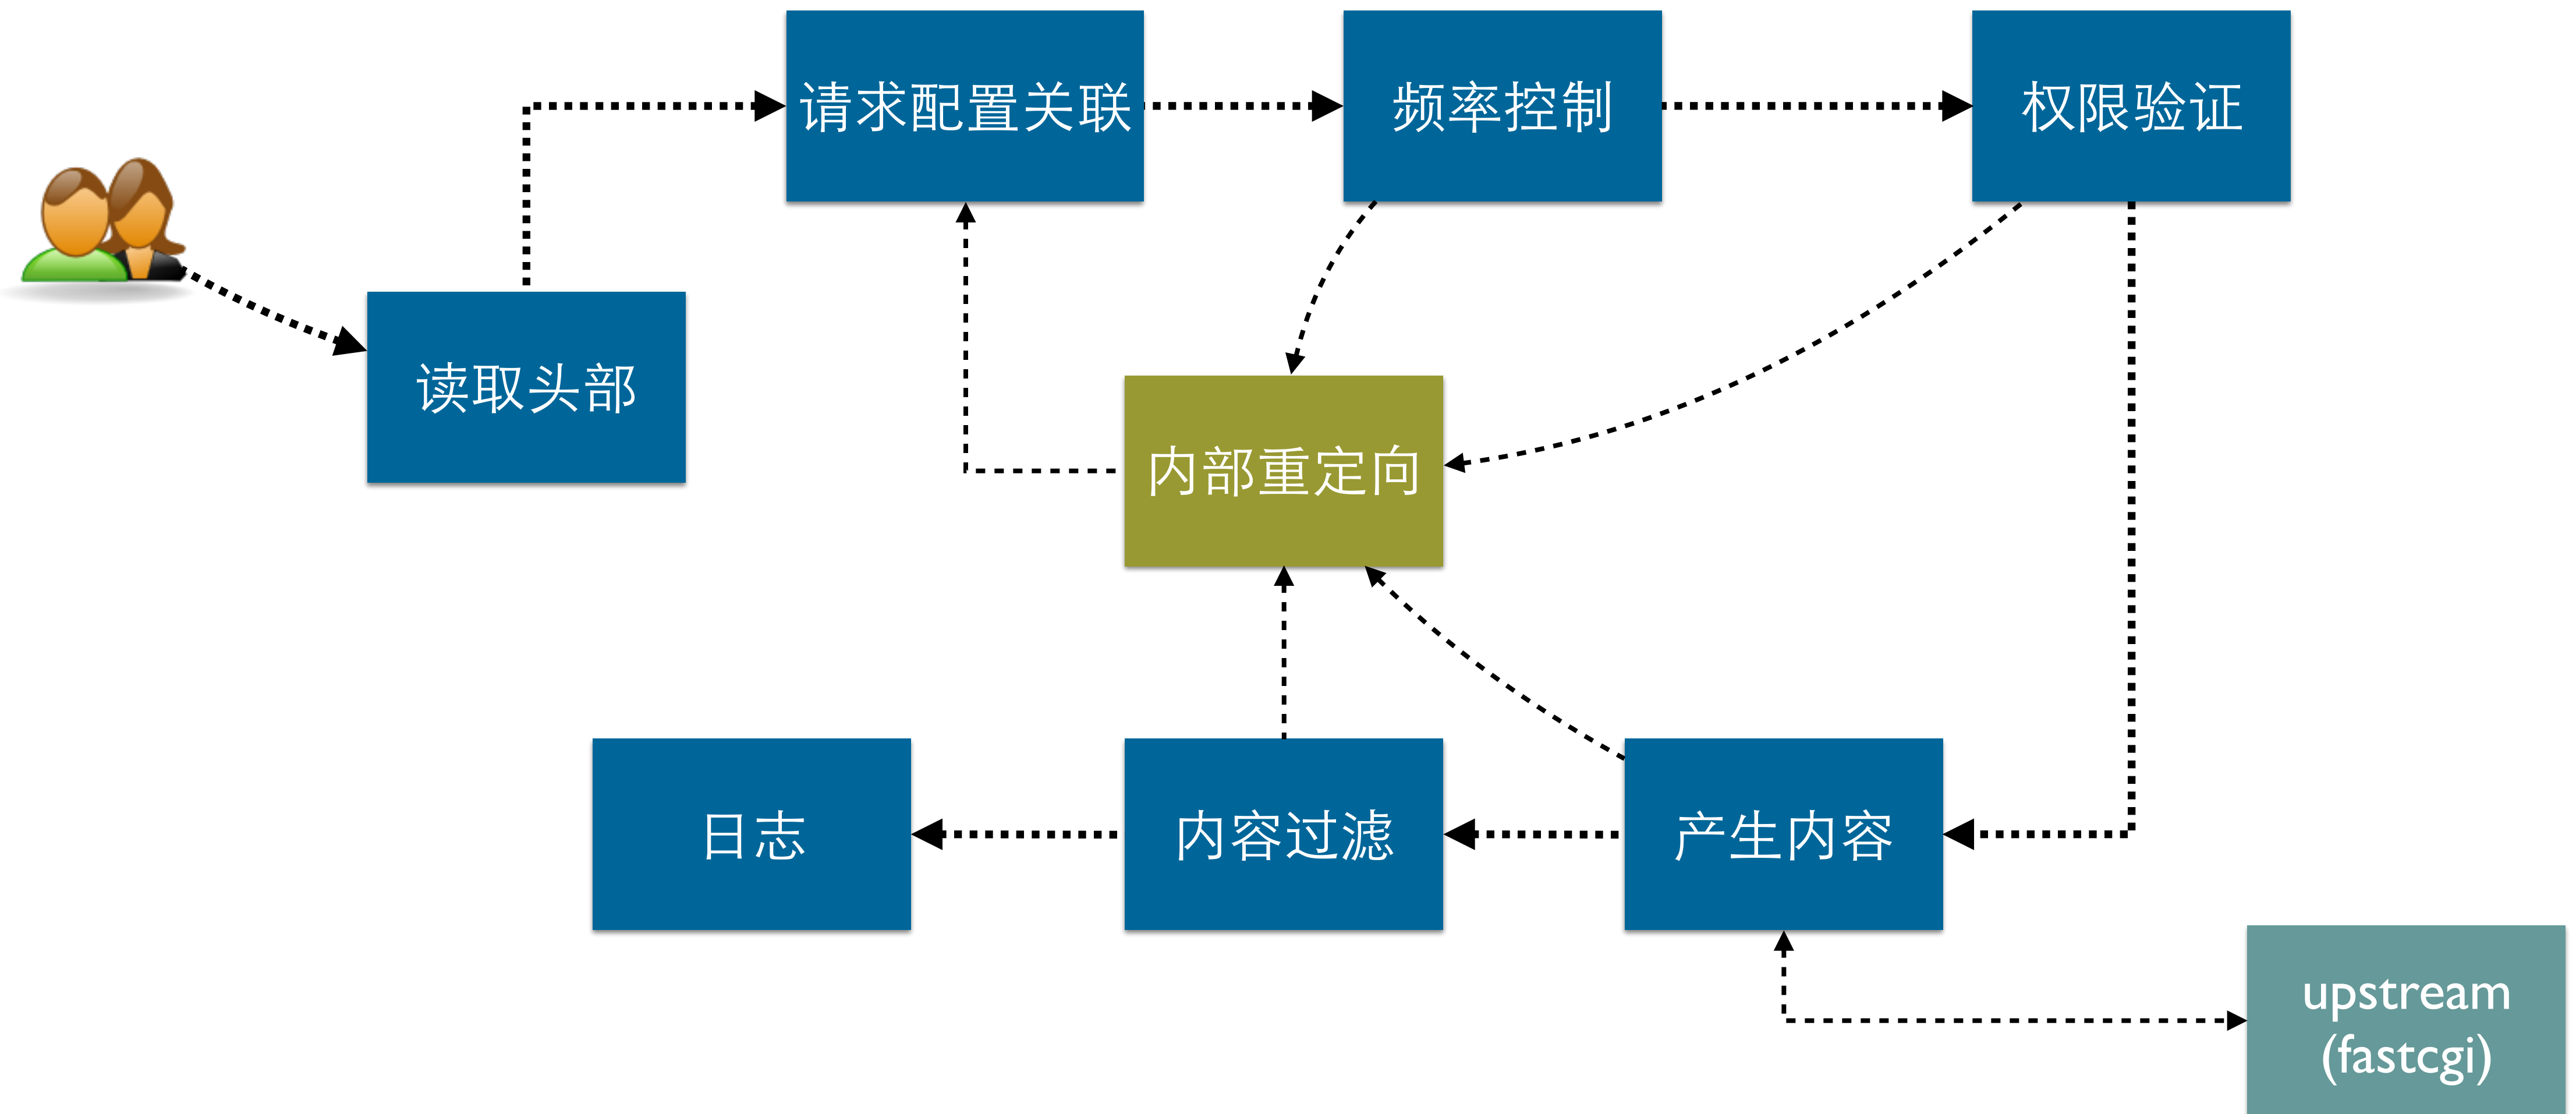 请求配置关联
频率控制
权限验证
读取头部
内部重定向
日志
内容过滤
产生内容
upstream
(fastcgi)